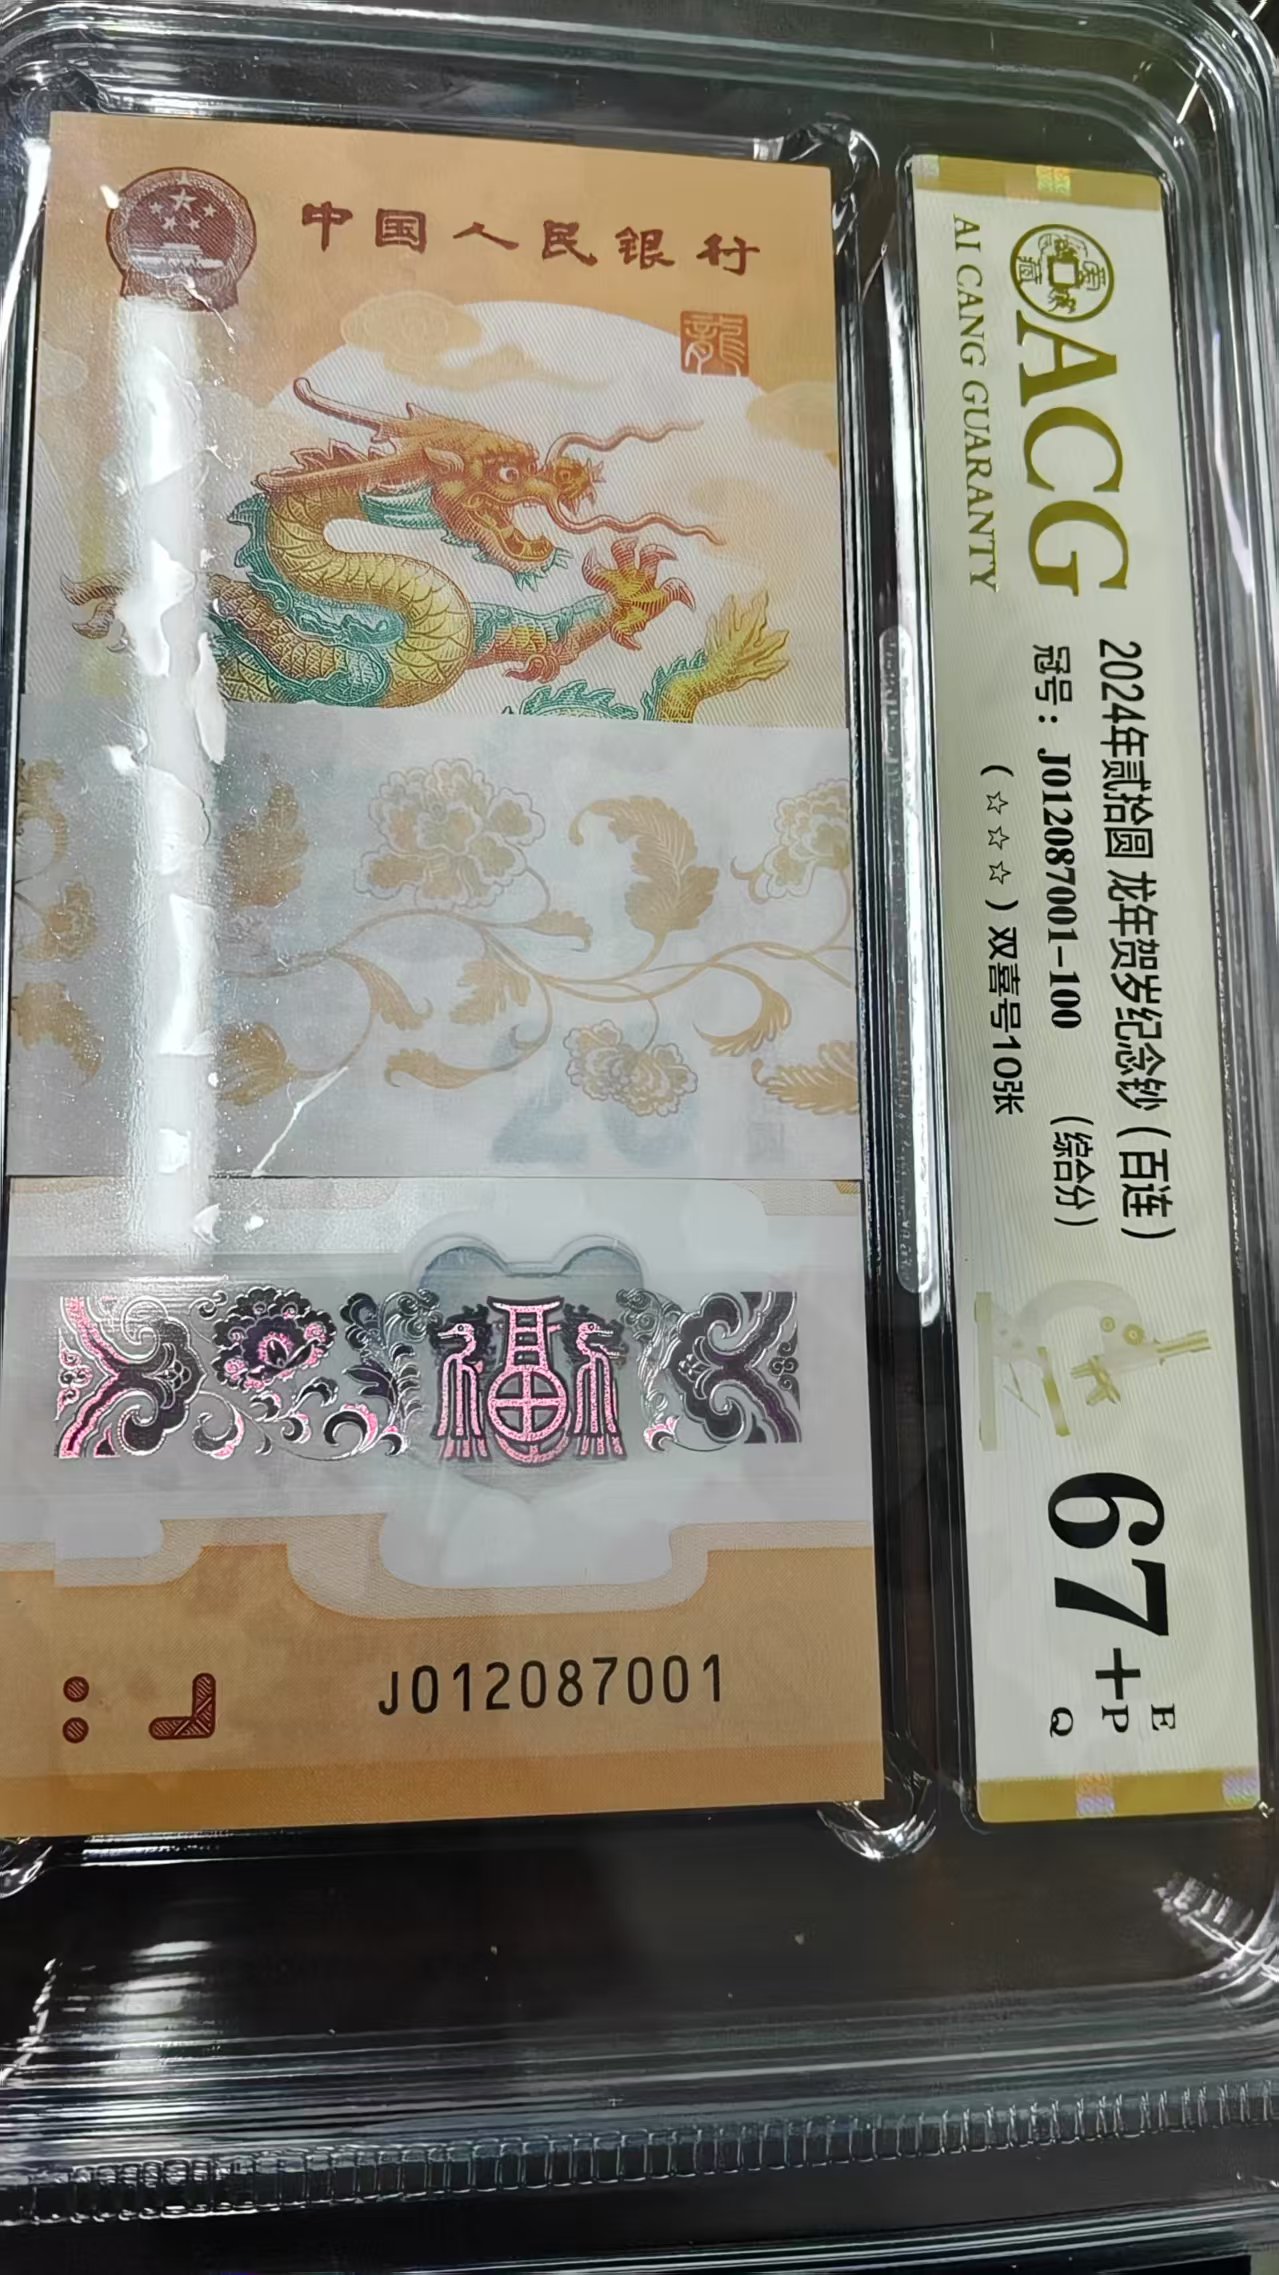 中国人民银行
龍
J012087001
福
ACG
AI CANG GUARANTY
2024年贰拾圆 龙年贺岁纪念钞（百连）
冠号：J012087001-100 （综合分）
（☆☆☆）双喜号10张
67+
E
P
Q